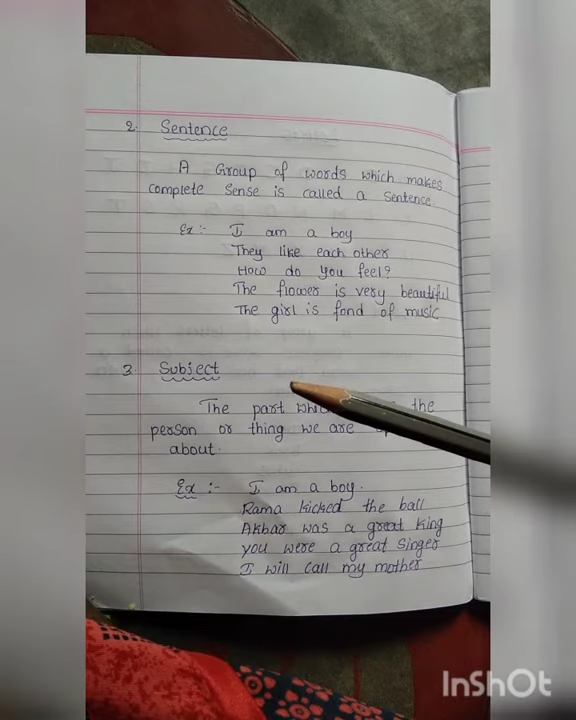 2. Sentence
A Group of words which makes
complete Sense is called a Sentence.
Ex :- I am a boy
They like each other
How do you feel?
The flower is very beautiful
The girl is fond of music
3. Subject
The part the
person or thing we are
about.
Ex :- I am a boy.
Rama kicked the ball
Akbar was a great King
you were a great Singer
I will call my mother
InShOt